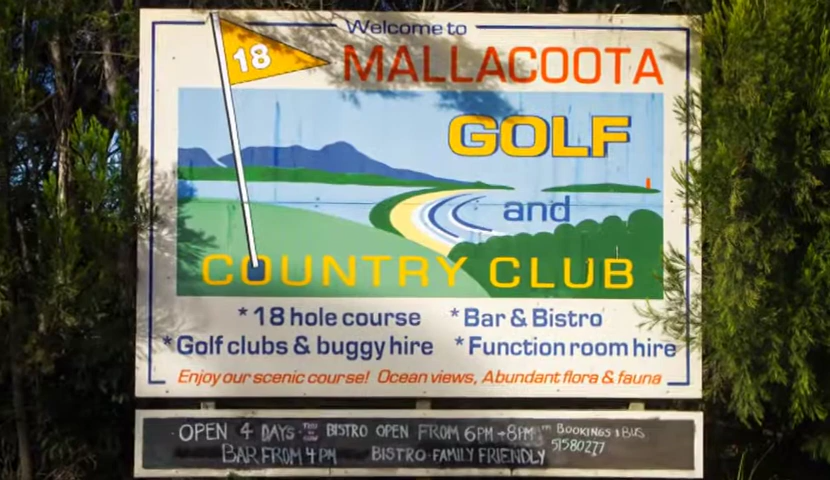 Welcome to
18
MALLACOOTA
GOLF
and
COUNTRY CLUB
* 18 hole course * Bar & Bistro
* Golf clubs & buggy hire * Function room hire
Enjoy our scenic course! Ocean views, Abundant flora & fauna
OPEN 4 DAYS BISTRO OPEN FROM 6PM → 8PM BOOKINGS & BUS
51580277
BAR FROM 4PM BISTRO · FAMILY FRIENDLY